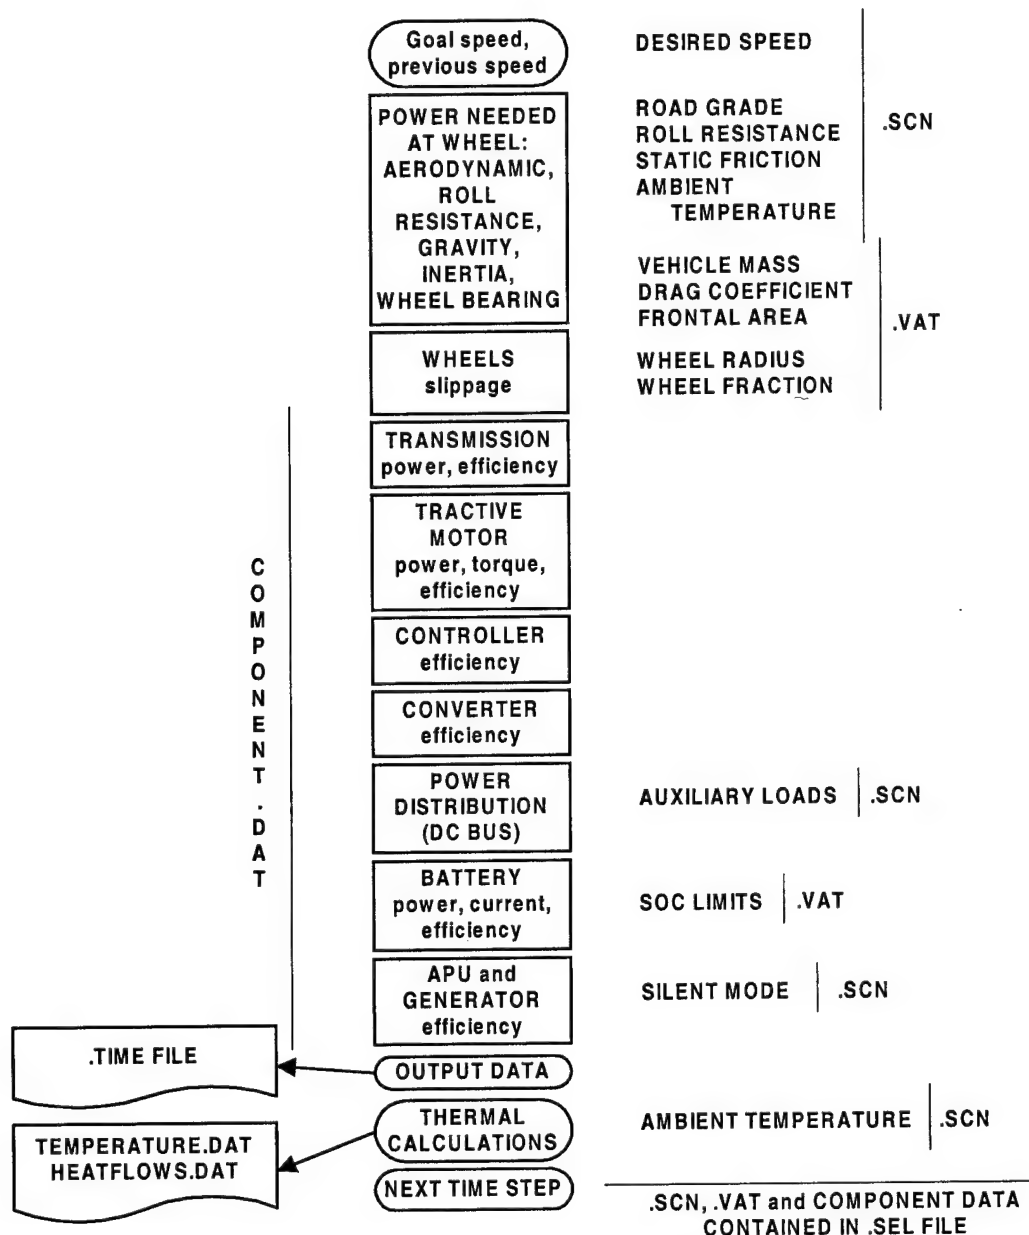 Goal speed,
previous speed
DESIRED SPEED
POWER NEEDED
AT WHEEL:
AERODYNAMIC,
ROLL
RESISTANCE,
GRAVITY,
INERTIA,
WHEEL BEARING
ROAD GRADE
ROLL RESISTANCE
STATIC FRICTION
AMBIENT
TEMPERATURE
.SCN
VEHICLE MASS
DRAG COEFFICIENT
FRONTAL AREA
.VAT
WHEELS
slippage
WHEEL RADIUS
WHEEL FRACTION
COMPONENT.DAT
TRANSMISSION
power, efficiency
TRACTIVE
MOTOR
power, torque,
efficiency
CONTROLLER
efficiency
CONVERTER
efficiency
POWER
DISTRIBUTION
(DC BUS)
AUXILIARY LOADS
.SCN
BATTERY
power, current,
efficiency
SOC LIMITS
.VAT
APU and
GENERATOR
efficiency
SILENT MODE
.SCN
.TIME FILE
OUTPUT DATA
THERMAL
CALCULATIONS
AMBIENT TEMPERATURE
.SCN
TEMPERATURE.DAT
HEATFLOWS.DAT
NEXT TIME STEP
.SCN, .VAT and COMPONENT DATA
CONTAINED IN .SEL FILE